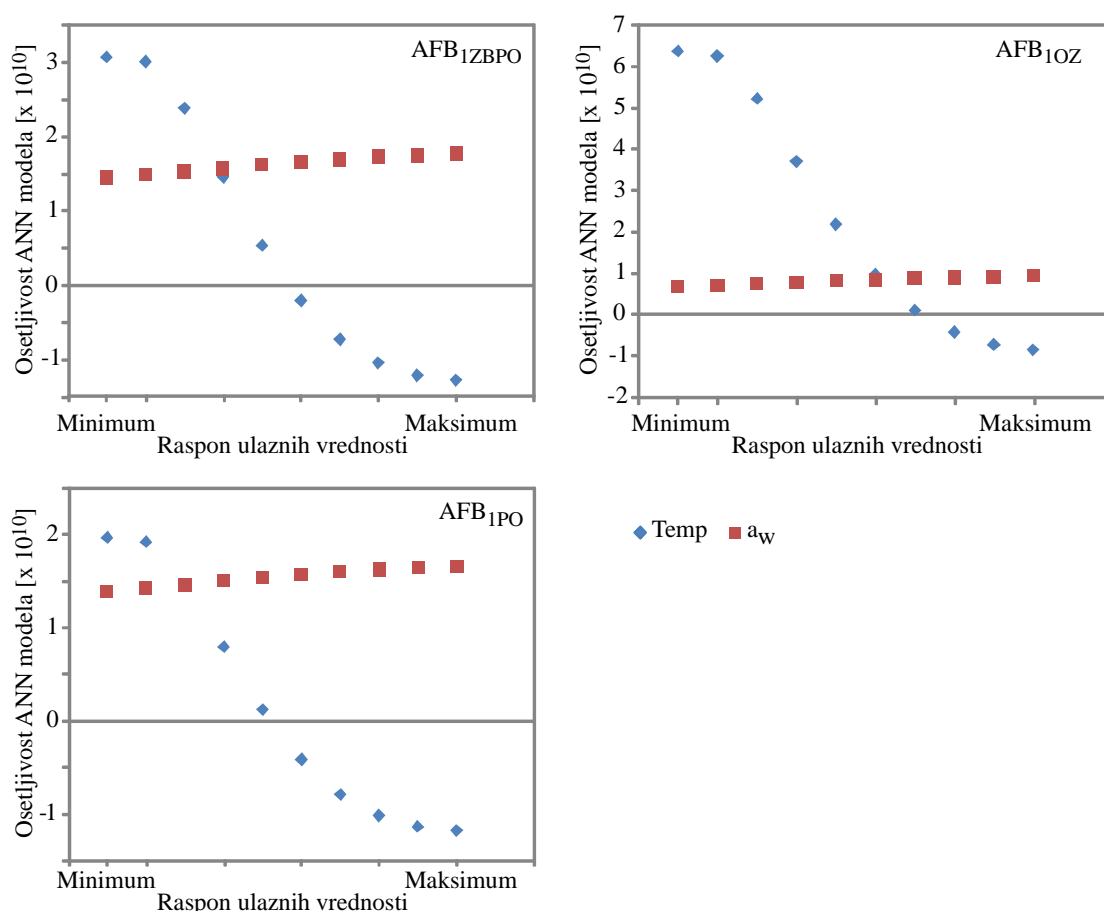 AFB1ZBPO
Osetljivost ANN modela [x 10^10]
3
2
1
0
-1
Minimum
Maksimum
Raspon ulaznih vrednosti
AFB1OZ
Osetljivost ANN modela [x 10^10]
7
6
5
4
3
2
1
0
-1
-2
Minimum
Maksimum
Raspon ulaznih vrednosti
AFB1PO
Osetljivost ANN modela [x 10^10]
2
1
0
-1
Minimum
Maksimum
Raspon ulaznih vrednosti
Temp
aw